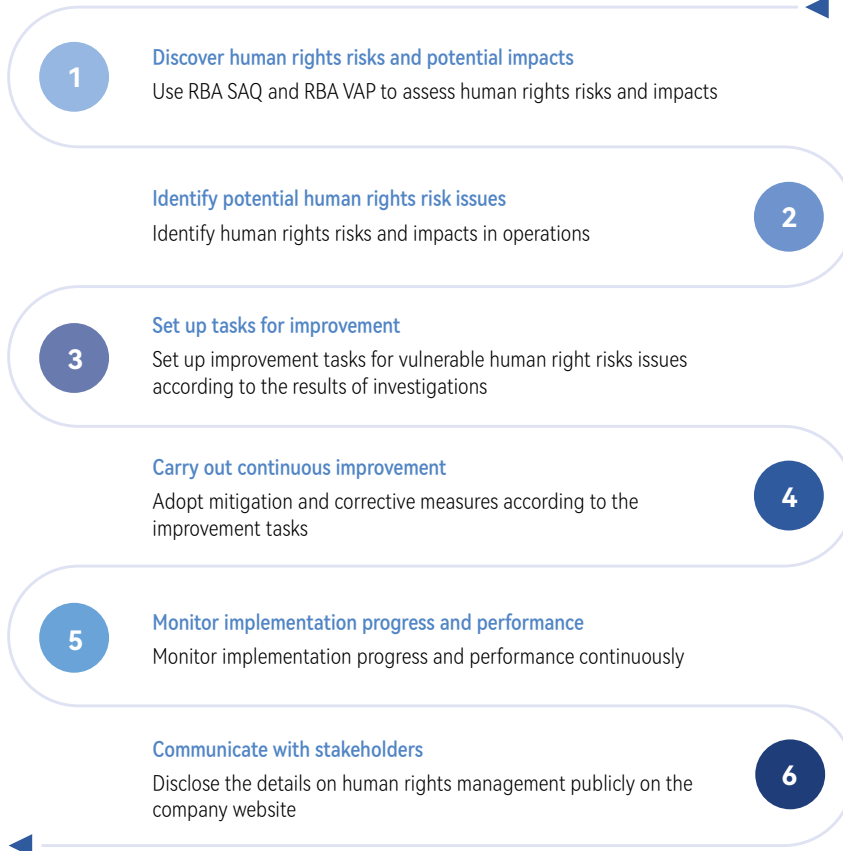 1
Discover human rights risks and potential impacts
Use RBA SAQ and RBA VAP to assess human rights risks and impacts
Identify potential human rights risk issues
Identify human rights risks and impacts in operations
2
3
Set up tasks for improvement
Set up improvement tasks for vulnerable human right risks issues
according to the results of investigations
Carry out continuous improvement
Adopt mitigation and corrective measures according to the
improvement tasks
4
5
Monitor implementation progress and performance
Monitor implementation progress and performance continuously
Communicate with stakeholders
Disclose the details on human rights management publicly on the
company website
6